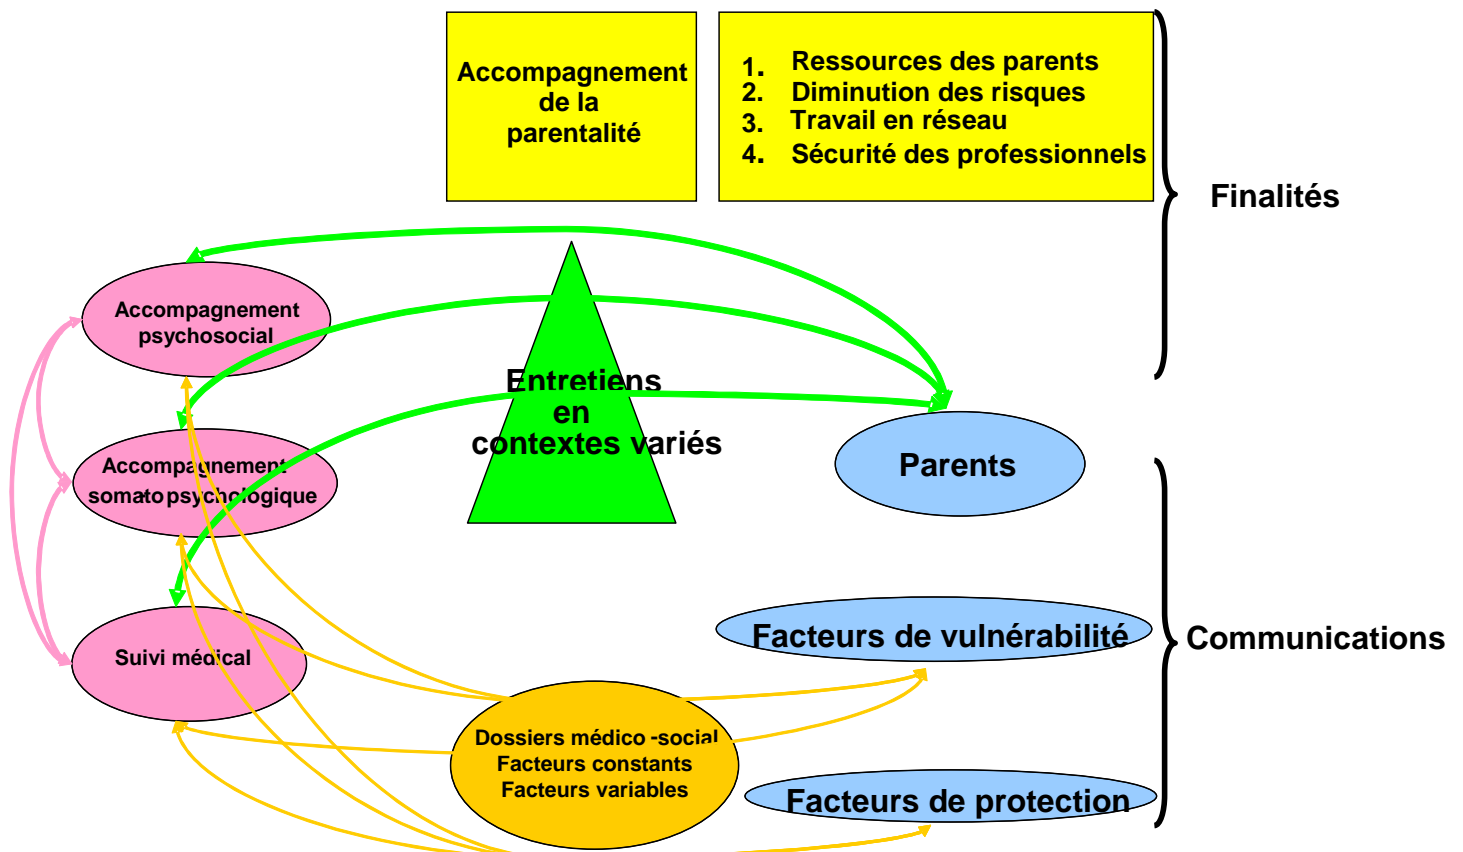 Accompagnement
de la
parentalité
1. Ressources des parents
2. Diminution des risques
3. Travail en réseau
4. Sécurité des professionnels
Finalités
Accompagnement
psychosocial
Entretiens
en
contextes variés
Accompagnement
somato psychologique
Parents
Suivi médical
Facteurs de vulnérabilité
Communications
Dossiers médico -social
Facteurs constants
Facteurs variables
Facteurs de protection